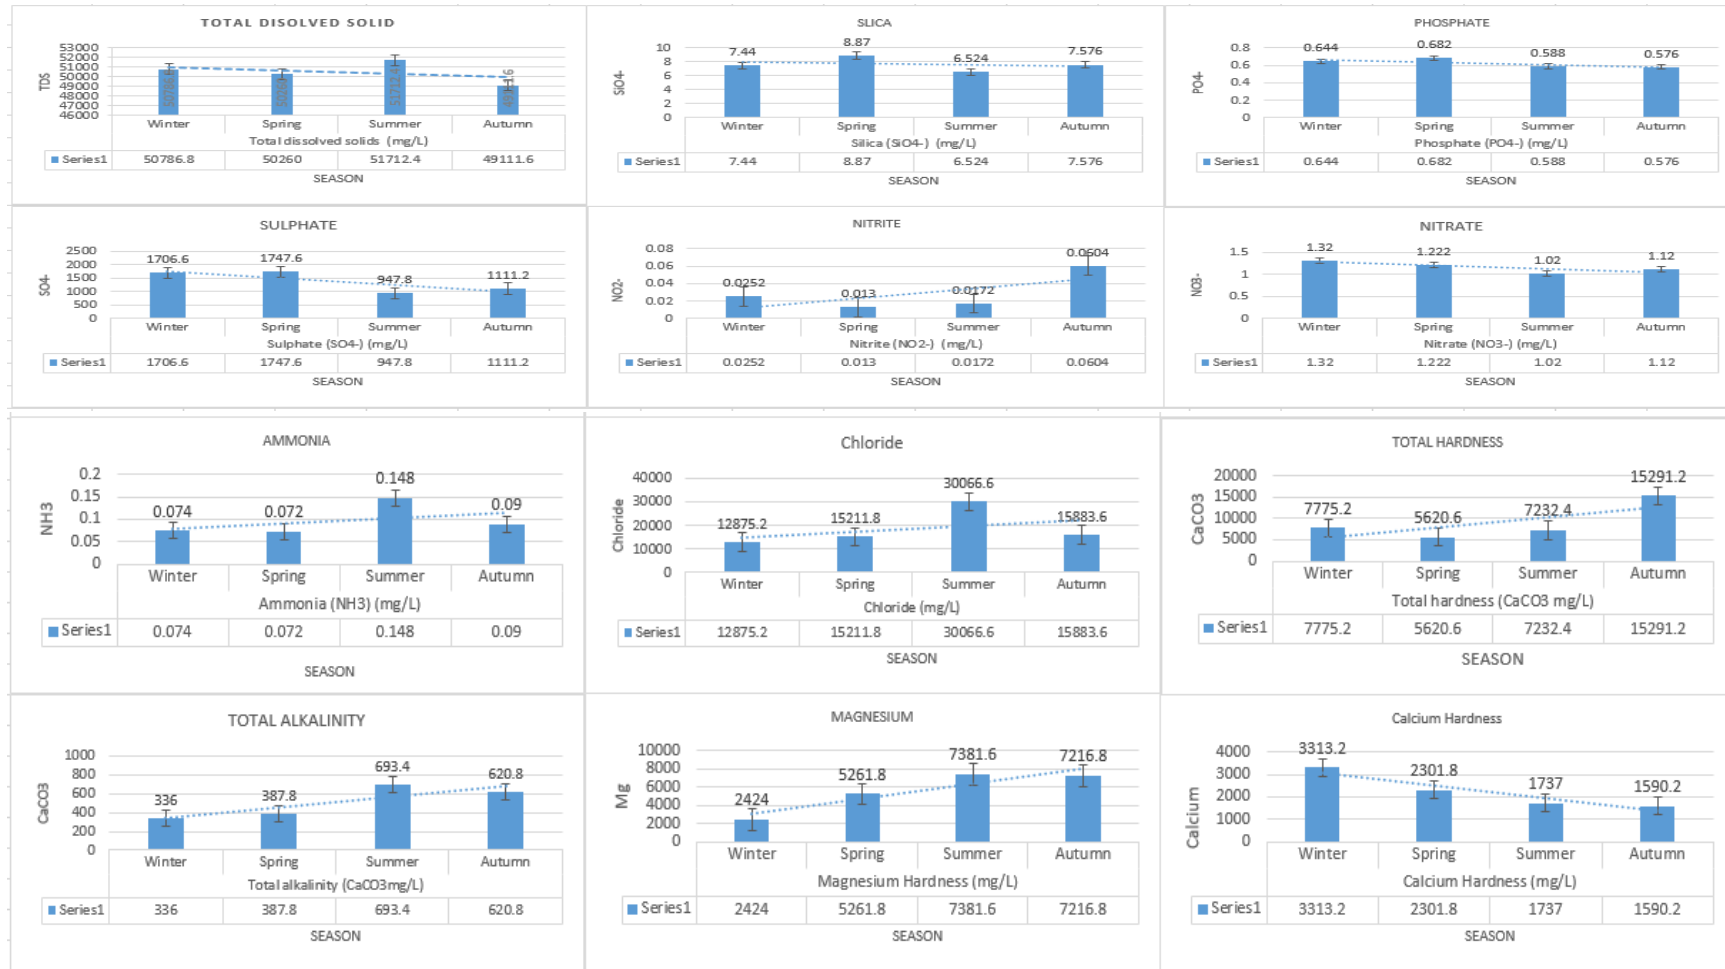 TOTAL DISOLVED SOLID
TDS
53000
52000
51000
50000
49000
48000
47000
46000
50786.8
50260
51712.4
49111.6
Winter Spring Summer Autumn
Total dissolved solids (mg/L)
Series1 50786.8 50260 51712.4 49111.6
SEASON
SLICA
SiO4-
10
8
6
4
2
0
7.44 8.87 6.524 7.576
Winter Spring Summer Autumn
Silica (SiO4-) (mg/L)
Series1 7.44 8.87 6.524 7.576
SEASON
PHOSPHATE
PO4-
0.8
0.6
0.4
0.2
0
0.644 0.682 0.588 0.576
Winter Spring Summer Autumn
Phosphate (PO4-) (mg/L)
Series1 0.644 0.682 0.588 0.576
SEASON
SULPHATE
SO4-
2500
2000
1500
1000
500
0
1706.6 1747.6 947.8 1111.2
Winter Spring Summer Autumn
Sulphate (SO4-) (mg/L)
Series1 1706.6 1747.6 947.8 1111.2
SEASON
NITRITE
NO2-
0.08
0.06
0.04
0.02
0
0.0252 0.013 0.0172 0.0604
Winter Spring Summer Autumn
Nitrite (NO2-) (mg/L)
Series1 0.0252 0.013 0.0172 0.0604
SEASON
NITRATE
NO3-
1.5
1
0.5
0
1.32 1.222 1.02 1.12
Winter Spring Summer Autumn
Nitrate (NO3-) (mg/L)
Series1 1.32 1.222 1.02 1.12
SEASON
AMMONIA
NH3
0.2
0.15
0.1
0.05
0
0.074 0.072 0.148 0.09
Winter Spring Summer Autumn
Ammonia (NH3) (mg/L)
Series1 0.074 0.072 0.148 0.09
SEASON
Chloride
Chloride
40000
30000
20000
10000
0
12875.2 15211.8 30066.6 15883.6
Winter Spring Summer Autumn
Chloride (mg/L)
Series1 12875.2 15211.8 30066.6 15883.6
SEASON
TOTAL HARDNESS
CaCO3
20000
15000
10000
5000
0
7775.2 5620.6 7232.4 15291.2
Winter Spring Summer Autumn
Total hardness (CaCO3 mg/L)
Series1 7775.2 5620.6 7232.4 15291.2
SEASON
TOTAL ALKALINITY
CaCO3
1000
800
600
400
200
0
336 387.8 693.4 620.8
Winter Spring Summer Autumn
Total alkalinity (CaCO3mg/L)
Series1 336 387.8 693.4 620.8
SEASON
MAGNESIUM
Mg
10000
8000
6000
4000
2000
0
2424 5261.8 7381.6 7216.8
Winter Spring Summer Autumn
Magnesium Hardness (mg/L)
Series1 2424 5261.8 7381.6 7216.8
SEASON
Calcium Hardness
Calcium
4000
3000
2000
1000
0
3313.2 2301.8 1737 1590.2
Winter Spring Summer Autumn
Calcium Hardness (mg/L)
Series1 3313.2 2301.8 1737 1590.2
SEASON